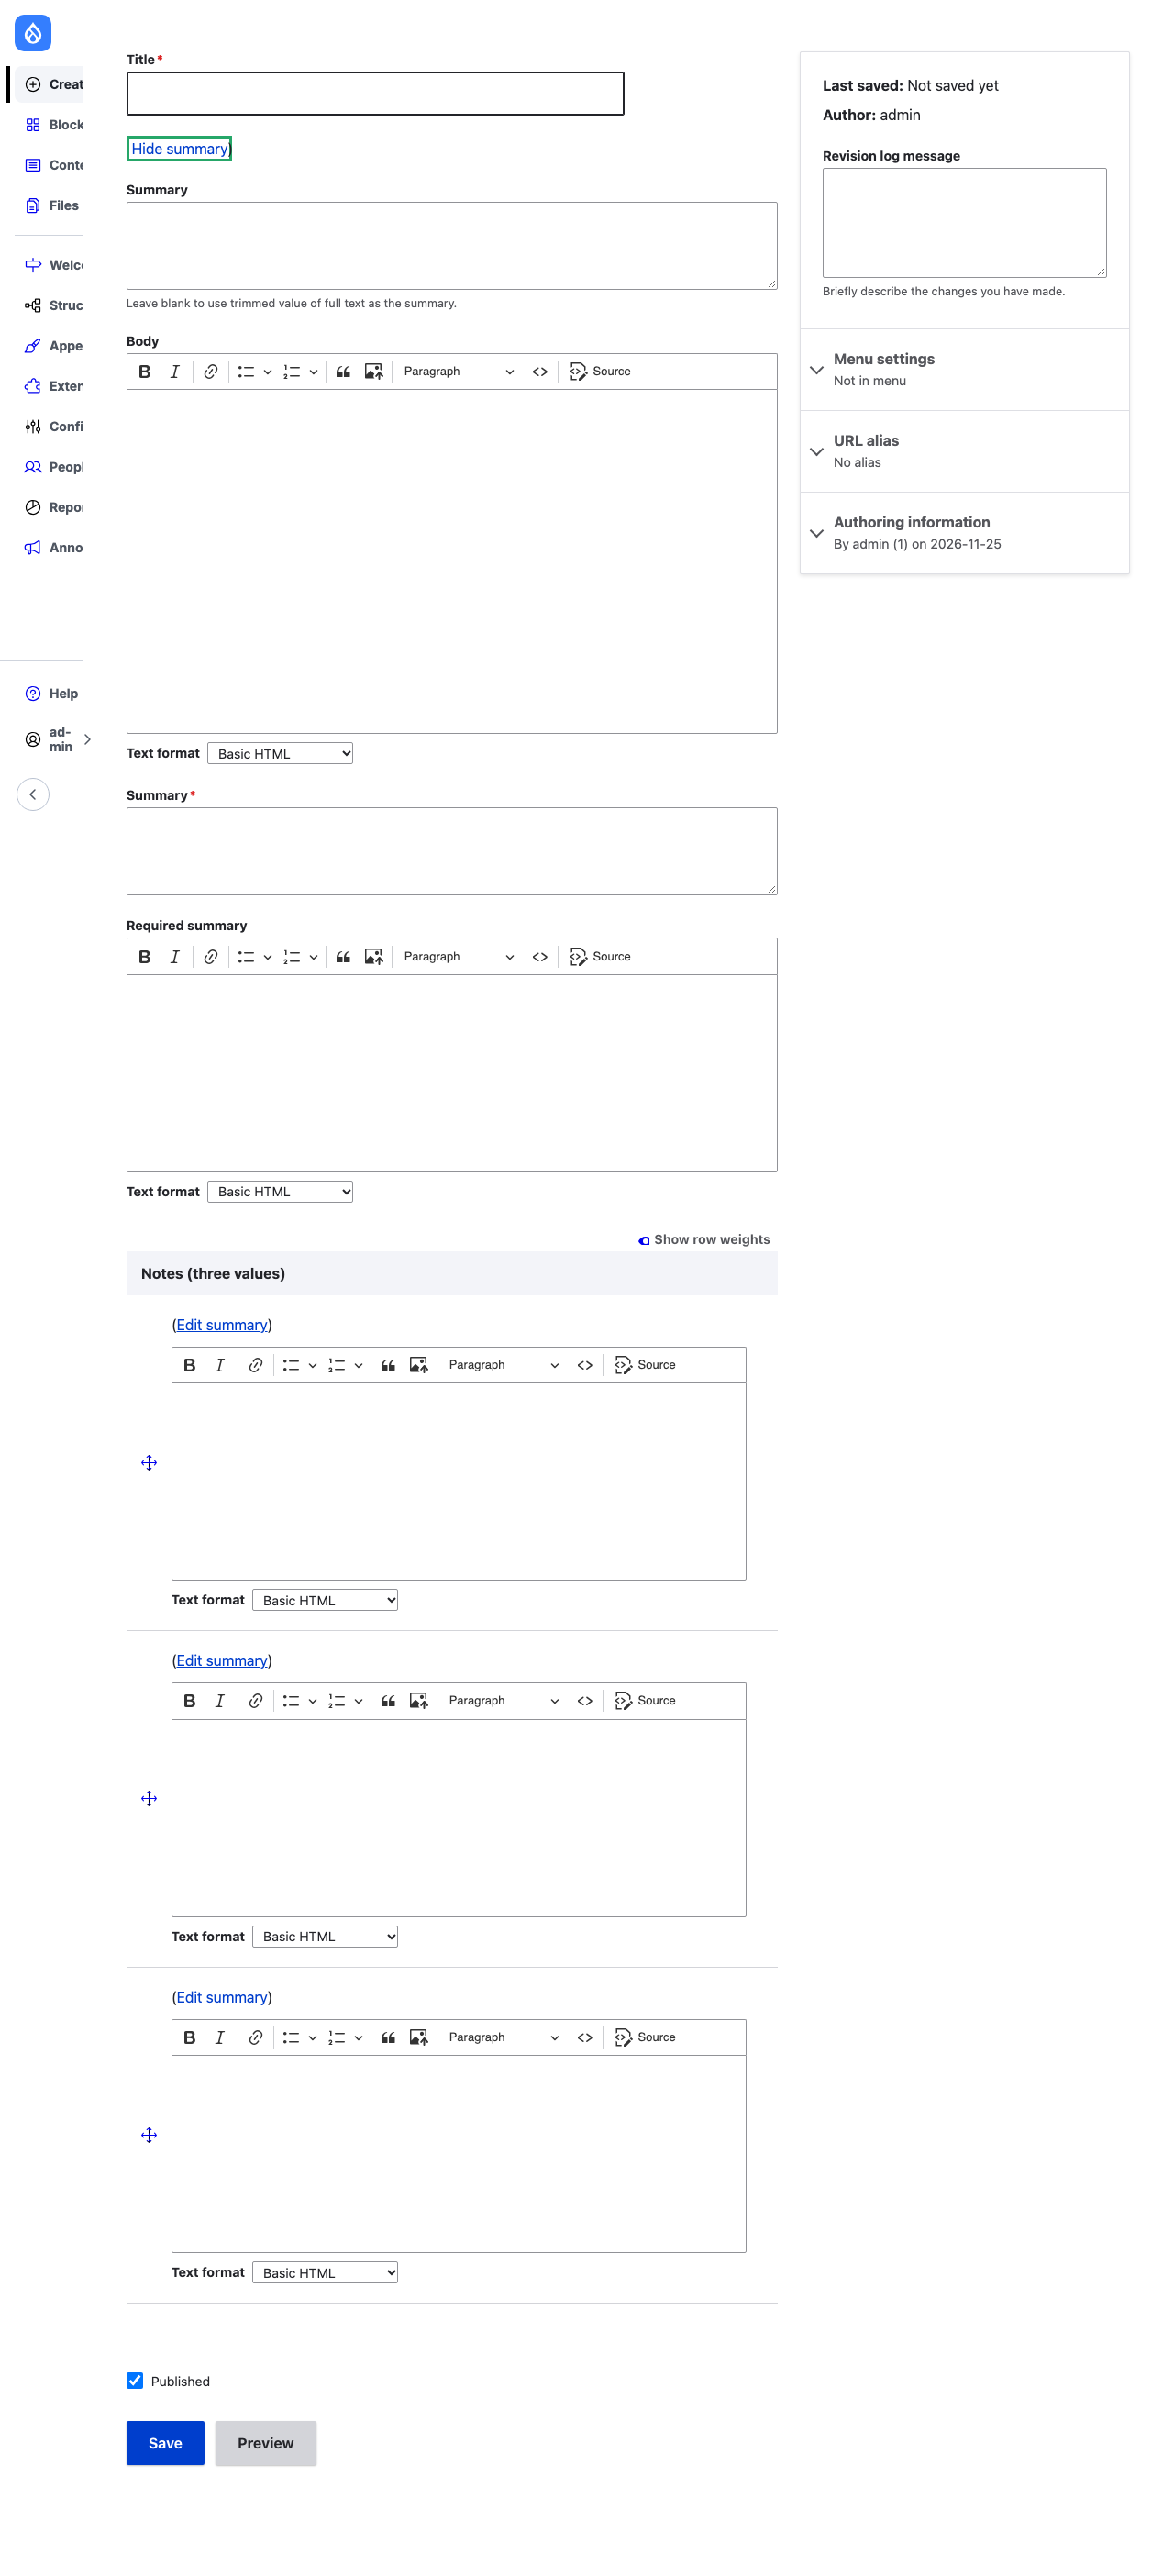 Creat
Block
Conte
Files
Welco
Struc
Appe
Exter
Confi
Peopl
Repo
Anno
Help
ad-
min
Title*
Hide summary)
Summary
Leave blank to use trimmed value of full text as the summary.
Body
Paragraph
Source
Text format
Basic HTML
Summary*
Required summary
Paragraph
Source
Text format
Basic HTML
Show row weights
Notes (three values)
(Edit summary)
Paragraph
Source
Text format
Basic HTML
(Edit summary)
Paragraph
Source
Text format
Basic HTML
(Edit summary)
Paragraph
Source
Text format
Basic HTML
Published
Save
Preview
Last saved: Not saved yet
Author: admin
Revision log message
Briefly describe the changes you have made.
Menu settings
Not in menu
URL alias
No alias
Authoring information
By admin (1) on 2026-11-25